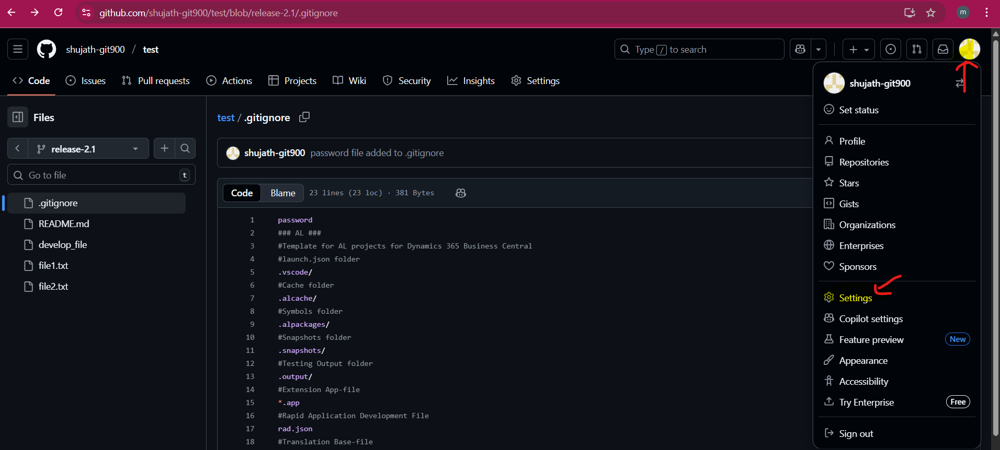 github.com/shujath-git900/test/blob/release-2.1/.gitignore
m
shujath-git900 / test
Type / to search
Code
Issues
Pull requests
Actions
Projects
Wiki
Security
Insights
Settings
Files
release-2.1
Go to file
t
.gitignore
README.md
develop_file
file1.txt
file2.txt
test / .gitignore
shujath-git900 password file added to .gitignore
Code Blame 23 lines (23 loc) · 381 Bytes
1 password
2 ### AL ###
3 #Template for AL projects for Dynamics 365 Business Central
4 #launch.json folder
5 .vscode/
6 #Cache folder
7 .alcache/
8 #Symbols folder
9 .alpackages/
10 #Snapshots folder
11 .snapshots/
12 #Testing Output folder
13 .output/
14 #Extension App-file
15 *.app
16 #Rapid Application Development File
17 rad.json
18 #Translation Base-file
shujath-git900
Set status
Profile
Repositories
Stars
Gists
Organizations
Enterprises
Sponsors
Settings
Copilot settings
Feature preview New
Appearance
Accessibility
Try Enterprise Free
Sign out